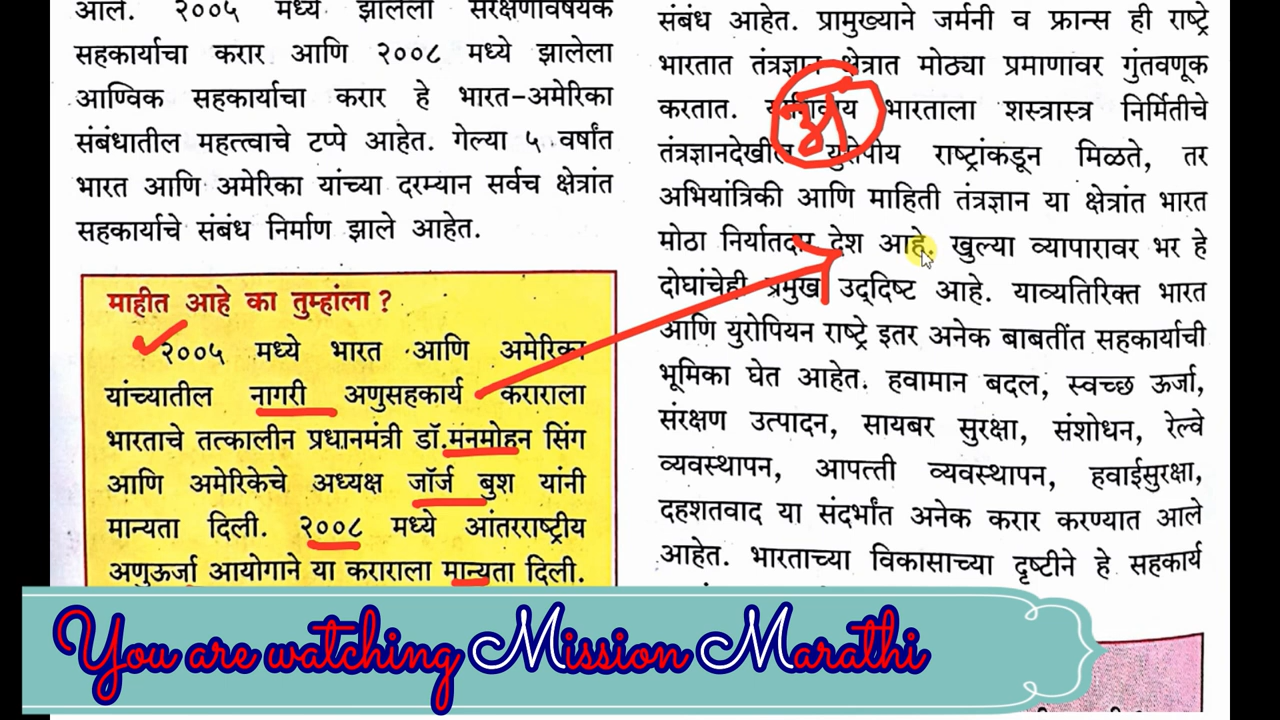 आले. २००५ मध्ये झालेला संरक्षणविषयक
सहकार्याचा करार आणि २००८ मध्ये झालेला
आण्विक सहकार्याचा करार हे भारत-अमेरिका
संबंधातील महत्त्वाचे टप्पे आहेत. गेल्या ५ वर्षांत
भारत आणि अमेरिका यांच्या दरम्यान सर्वच क्षेत्रांत
सहकार्याचे संबंध निर्माण झाले आहेत.
माहीत आहे का तुम्हांला ?
२००५ मध्ये भारत आणि अमेरिका
यांच्यातील नागरी अणुसहकार्य कराराला
भारताचे तत्कालीन प्रधानमंत्री डॉ.मनमोहन सिंग
आणि अमेरिकेचे अध्यक्ष जॉर्ज बुश यांनी
मान्यता दिली. २००८ मध्ये आंतरराष्ट्रीय
अणुऊर्जा आयोगाने या कराराला मान्यता दिली.
संबंध आहेत. प्रामुख्याने जर्मनी व फ्रान्स ही राष्ट्रे
भारतात तंत्रज्ञान क्षेत्रात मोठ्या प्रमाणावर गुंतवणूक
करतात. भारताला शस्त्रास्त्र निर्मितीचे
तंत्रज्ञानदेखील युरोपीय राष्ट्रांकडून मिळते, तर
अभियांत्रिकी आणि माहिती तंत्रज्ञान या क्षेत्रांत भारत
मोठा निर्यातदार देश आहे. खुल्या व्यापारावर भर हे
दोघांचेही प्रमुख उद्‌दिष्ट आहे. याव्यतिरिक्त भारत
आणि युरोपियन राष्ट्रे इतर अनेक बाबतींत सहकार्याची
भूमिका घेत आहेत. हवामान बदल, स्वच्छ ऊर्जा,
संरक्षण उत्पादन, सायबर सुरक्षा, संशोधन, रेल्वे
व्यवस्थापन, आपत्ती व्यवस्थापन, हवाईसुरक्षा,
दहशतवाद या संदर्भांत अनेक करार करण्यात आले
आहेत. भारताच्या विकासाच्या दृष्टीने हे सहकार्य
You are watching Mission Marathi